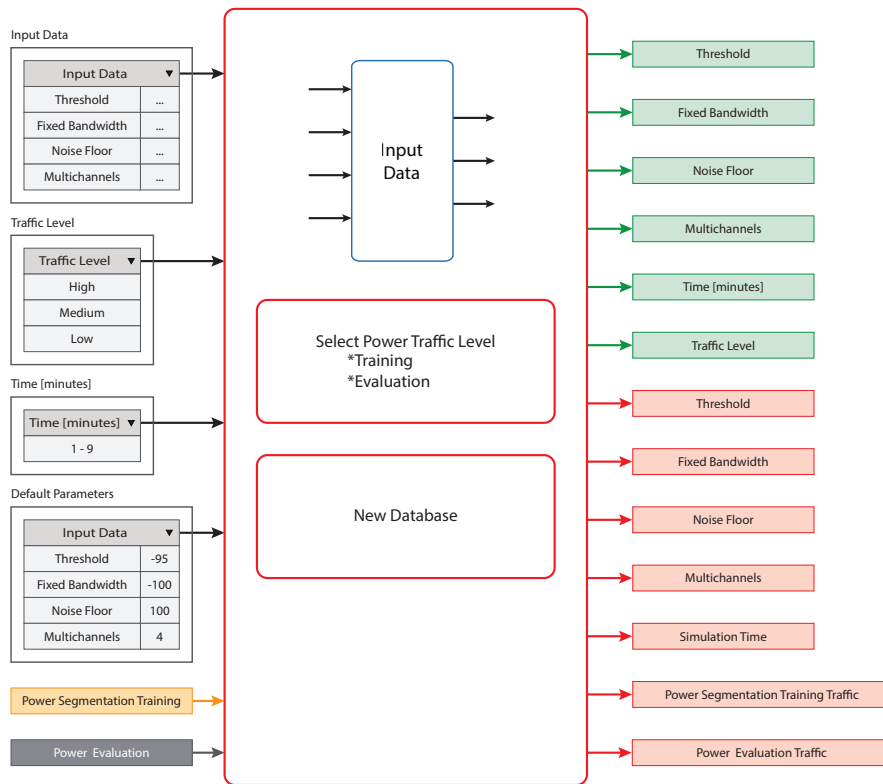 Input Data
Input Data ▼
Threshold ...
Fixed Bandwidth ...
Noise Floor ...
Multichannels ...
Traffic Level
Traffic Level ▼
High
Medium
Low
Time [minutes]
Time [minutes] ▼
1 - 9
Default Parameters
Input Data ▼
Threshold -95
Fixed Bandwidth -100
Noise Floor 100
Multichannels 4
Power Segmentation Training
Power Evaluation
Input
Data
Select Power Traffic Level
*Training
*Evaluation
New Database
Threshold
Fixed Bandwidth
Noise Floor
Multichannels
Time [minutes]
Traffic Level
Threshold
Fixed Bandwidth
Noise Floor
Multichannels
Simulation Time
Power Segmentation Training Traffic
Power Evaluation Traffic